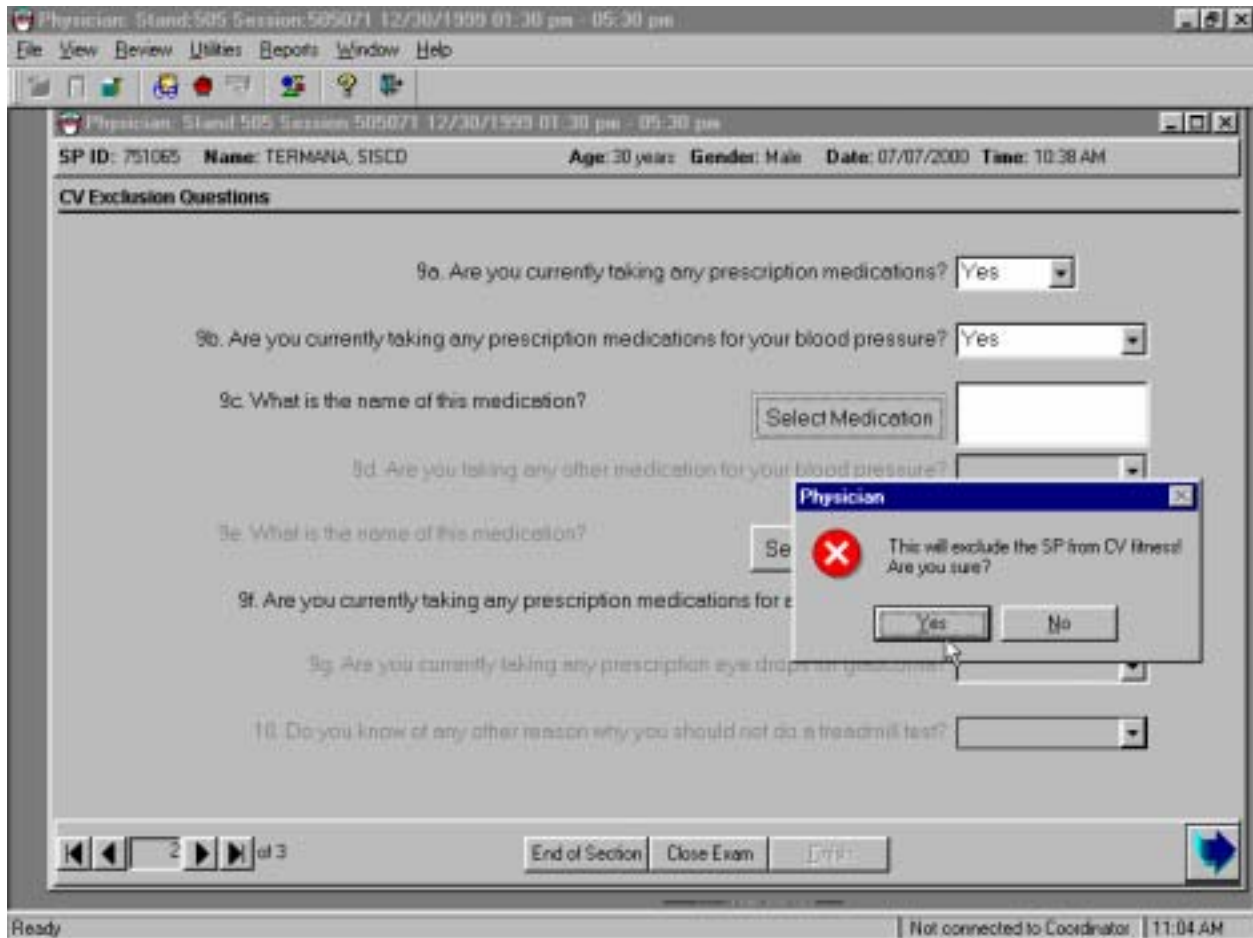 Physician: Stand:505 Session:505071 12/30/1999 01:30 pm - 05:30 pm
File View Review Utilities Reports Window Help
Physician: Stand:505 Session:505071 12/30/1999 01:30 pm - 05:30 pm
SP ID: 751065 Name: TERMANA, SISCO Age: 30 years Gender: Male Date: 07/07/2000 Time: 10:38 AM
CV Exclusion Questions
9a. Are you currently taking any prescription medications? Yes
9b. Are you currently taking any prescription medications for your blood pressure? Yes
9c. What is the name of this medication? Select Medication
9d. Are you taking any other medication for your blood pressure?
Physician
9e. What is the name of this medication? Se
This will exclude the SP from CV fitness!
Are you sure?
9f. Are you currently taking any prescription medications for
Yes No
9g. Are you currently taking any prescription eye drops for glaucoma?
10. Do you know of any other reason why you should not do a treadmill test?
2 of 3 End of Section Close Exam
Ready Not connected to Coordinator 11:04 AM